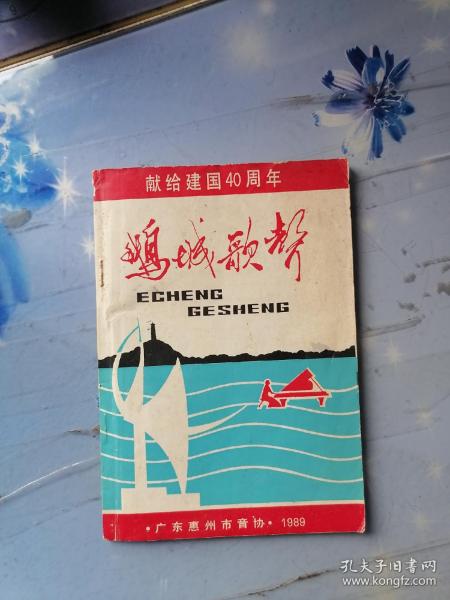 献给建国40周年
鹅城歌声
ECHENG
GESHENG
·广东惠州市音协·1989
孔夫子旧书网
www.kongfz.com